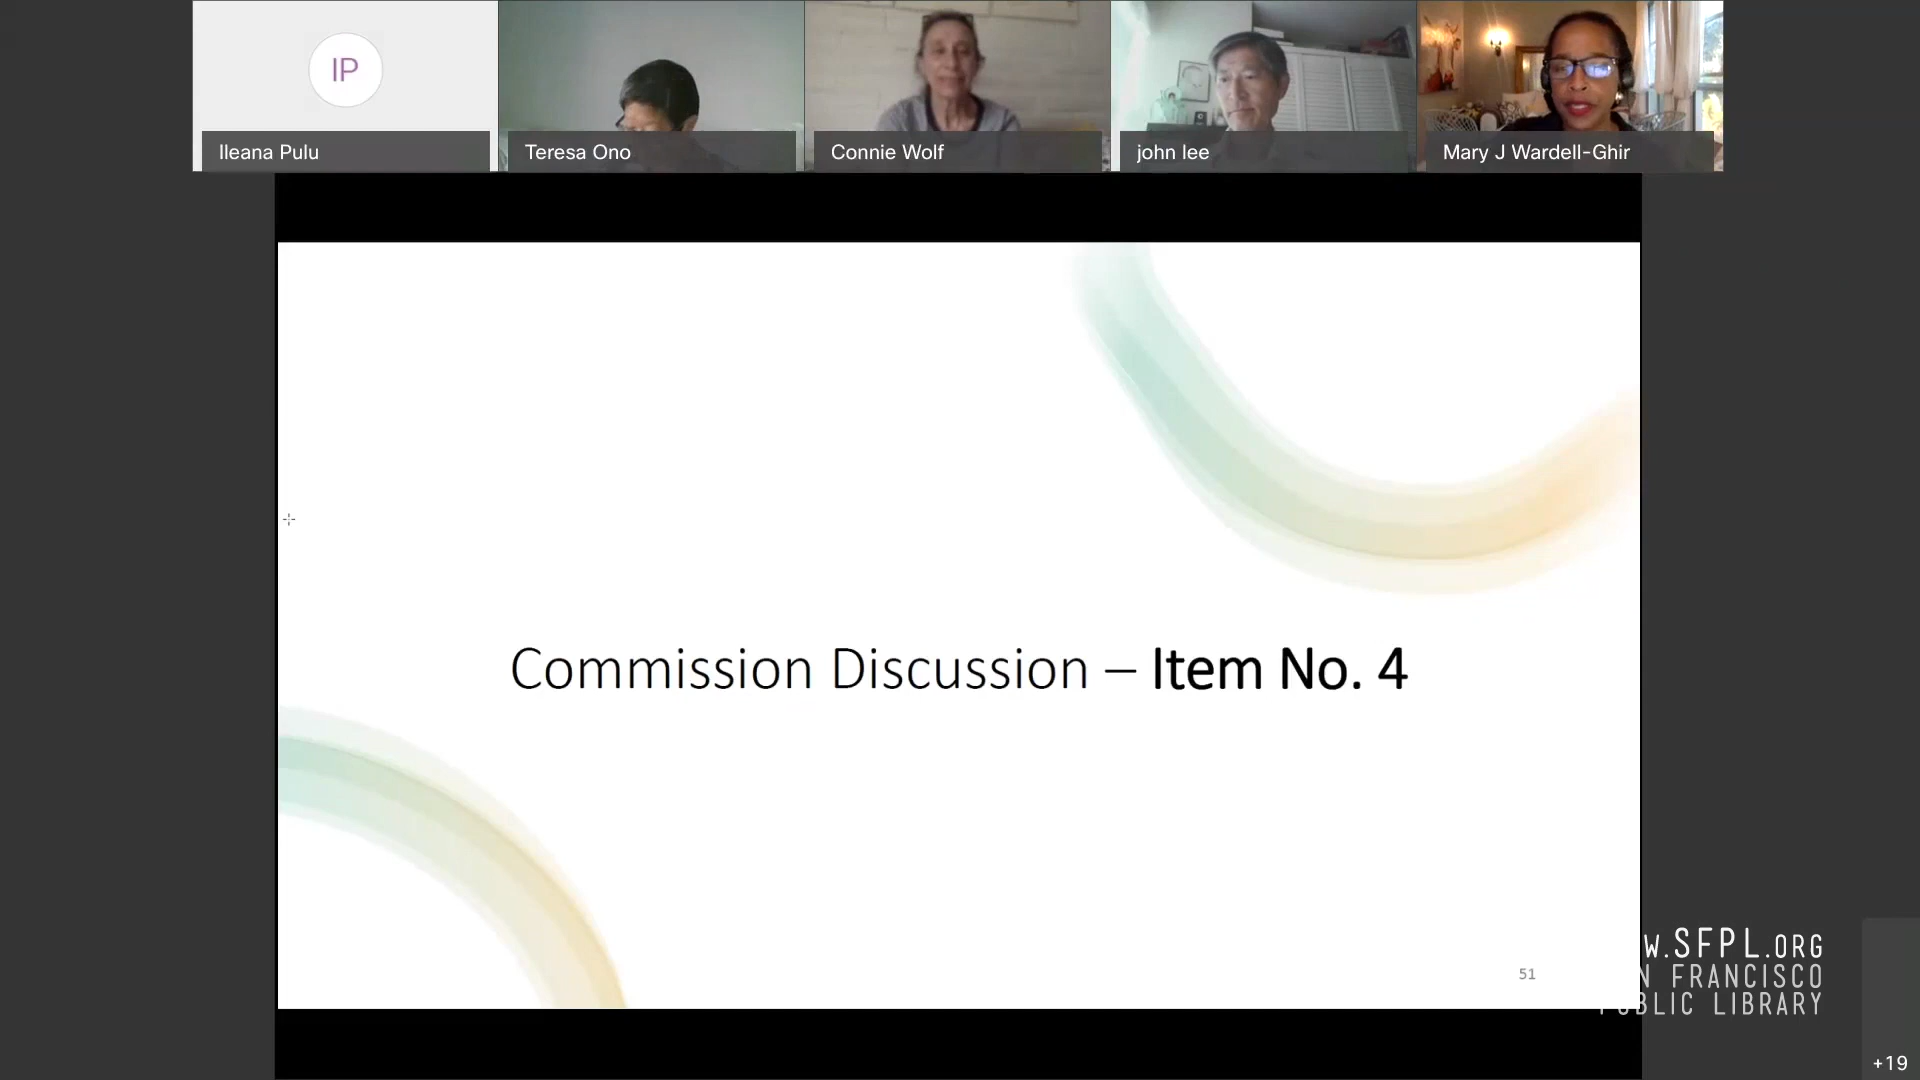 IP
Ileana Pulu
Teresa Ono
Connie Wolf
john lee
Mary J Wardell-Ghir
Commission Discussion – Item No. 4
51
W.SFPL.ORG
N FRANCISCO
PUBLIC LIBRARY
+19